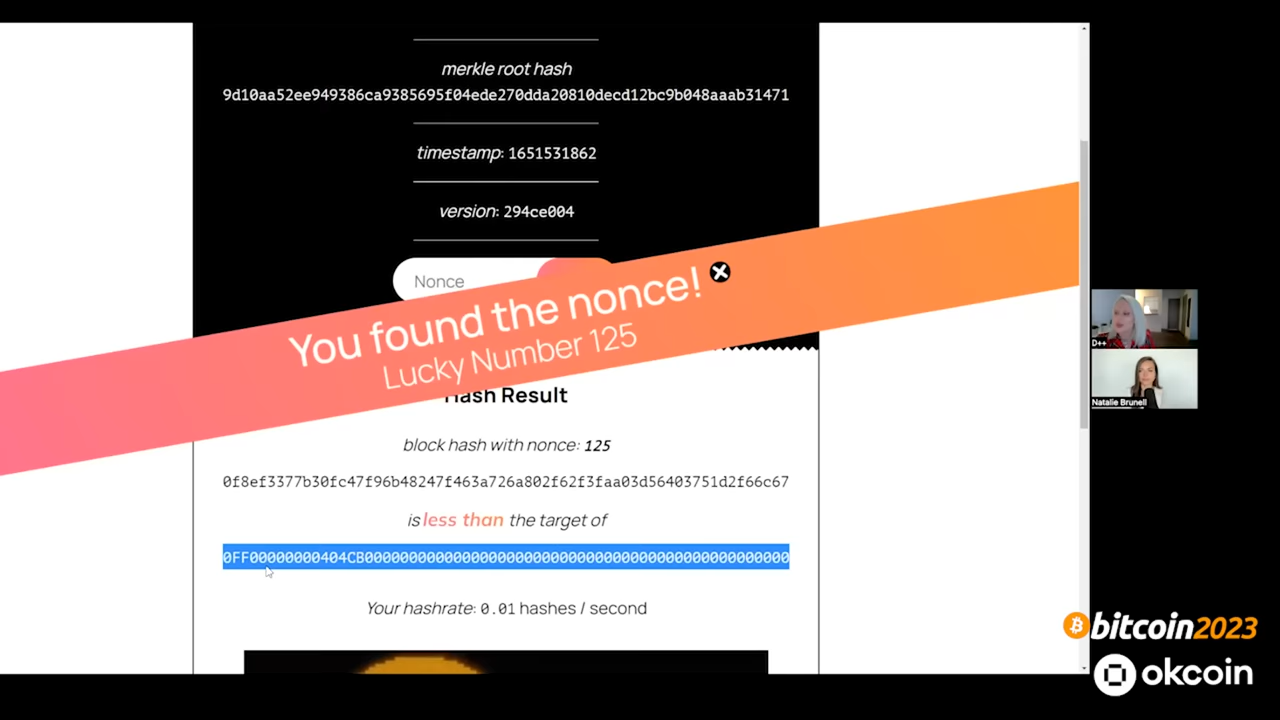 merkle root hash
9d10aa52ee949386ca9385695f04ede270dda20810decd12bc9b048aaab31471
timestamp: 1651531862
version: 294ce004
Nonce
You found the nonce!
Lucky Number 125
Hash Result
block hash with nonce: 125
0f8ef3377b30fc47f96b48247f463a726a802f62f3faa03d56403751d2f66c67
is less than the target of
0FF00000000404CB000000000000000000000000000000000000000000000000
Your hashrate: 0.01 hashes / second
D++
Natalie Brunell
bitcoin2023
okcoin